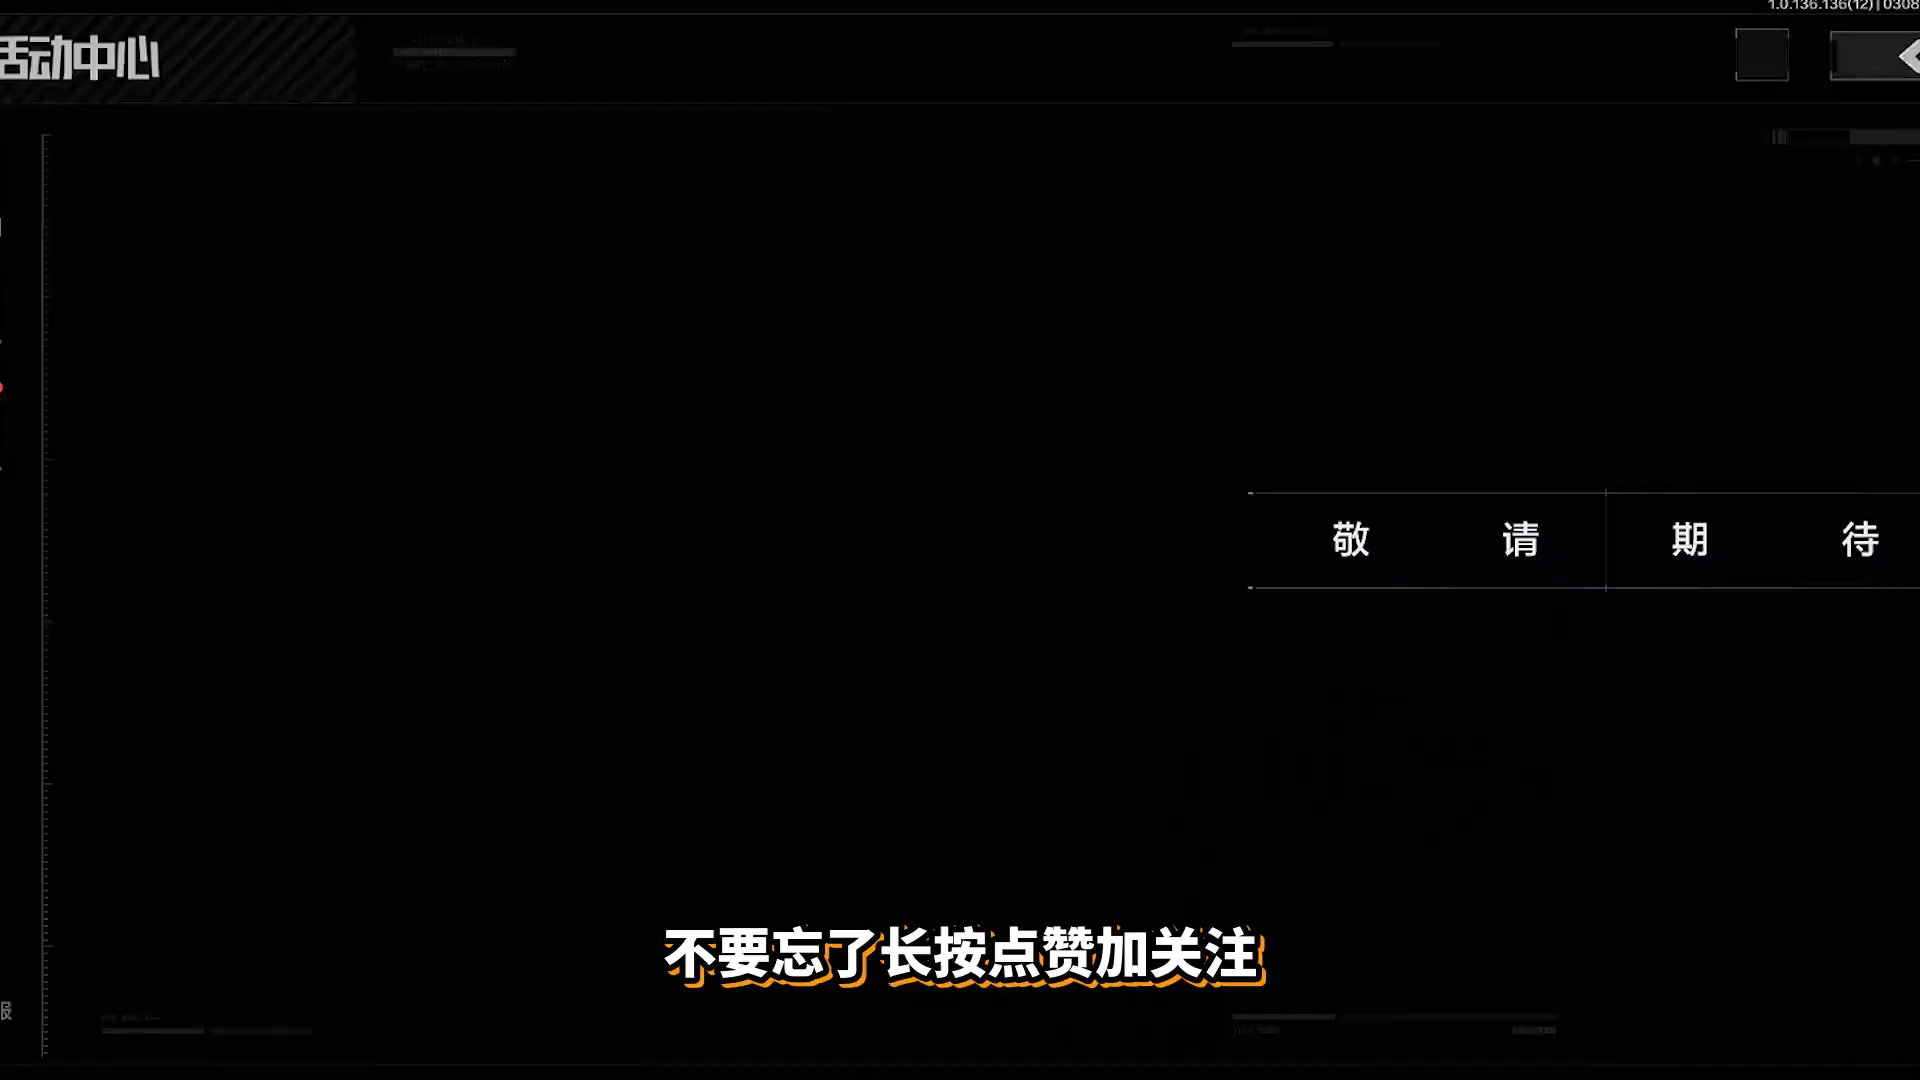 1.0.136.136(12) | 0308
活动中心
敬 请 期 待
不要忘了长按点赞加关注
报